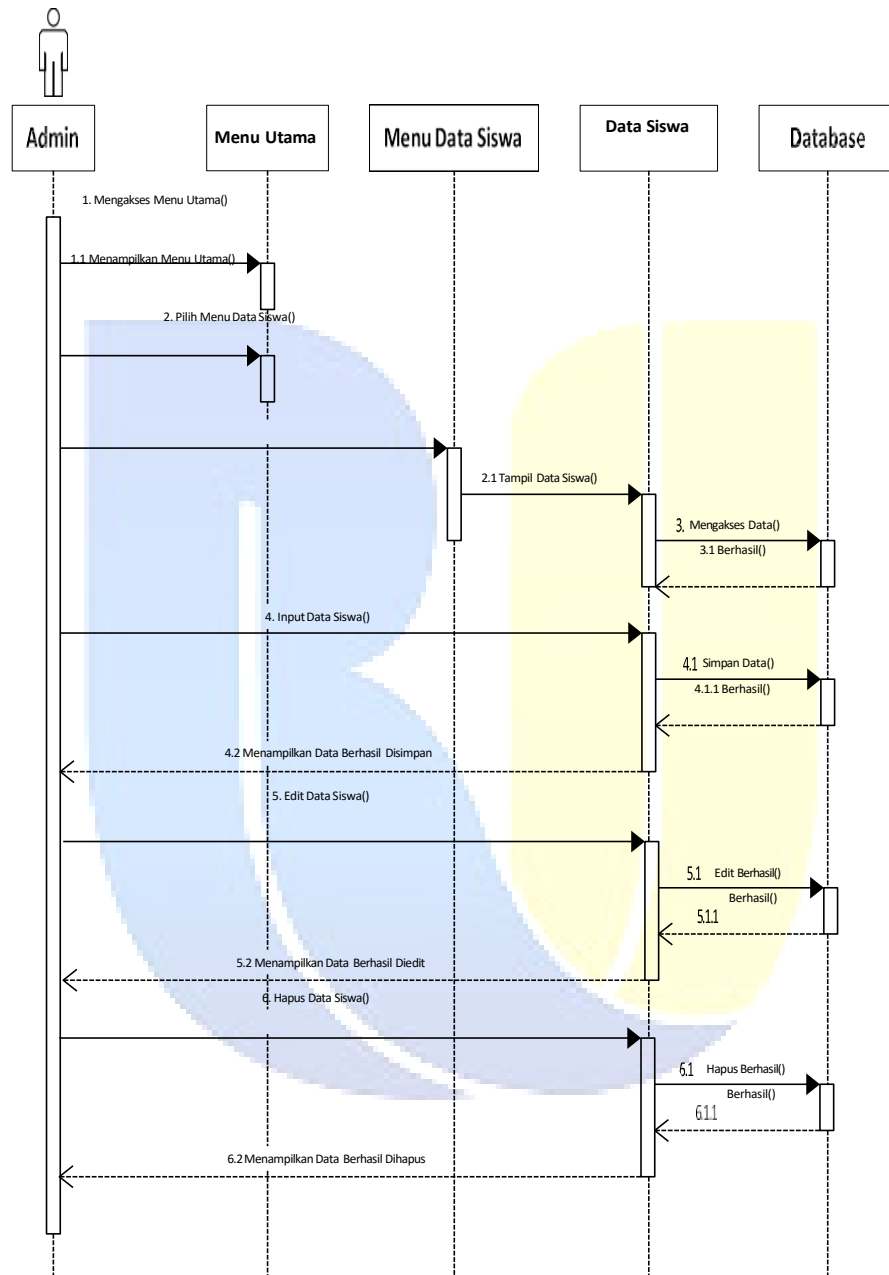 Admin
Menu Utama
Menu Data Siswa
Data Siswa
Database
1. Mengakses Menu Utama()
1.1 Menampilkan Menu Utama()
2. Pilih Menu Data Siswa()
2.1 Tampil Data Siswa()
3. Mengakses Data()
3.1 Berhasil()
4. Input Data Siswa()
4.1 Simpan Data()
4.1.1 Berhasil()
4.2 Menampilkan Data Berhasil Disimpan
5. Edit Data Siswa()
5.1 Edit Berhasil()
Berhasil()
5.1.1
5.2 Menampilkan Data Berhasil Diedit
6. Hapus Data Siswa()
6.1 Hapus Berhasil()
Berhasil()
6.1.1
6.2 Menampilkan Data Berhasil Dihapus